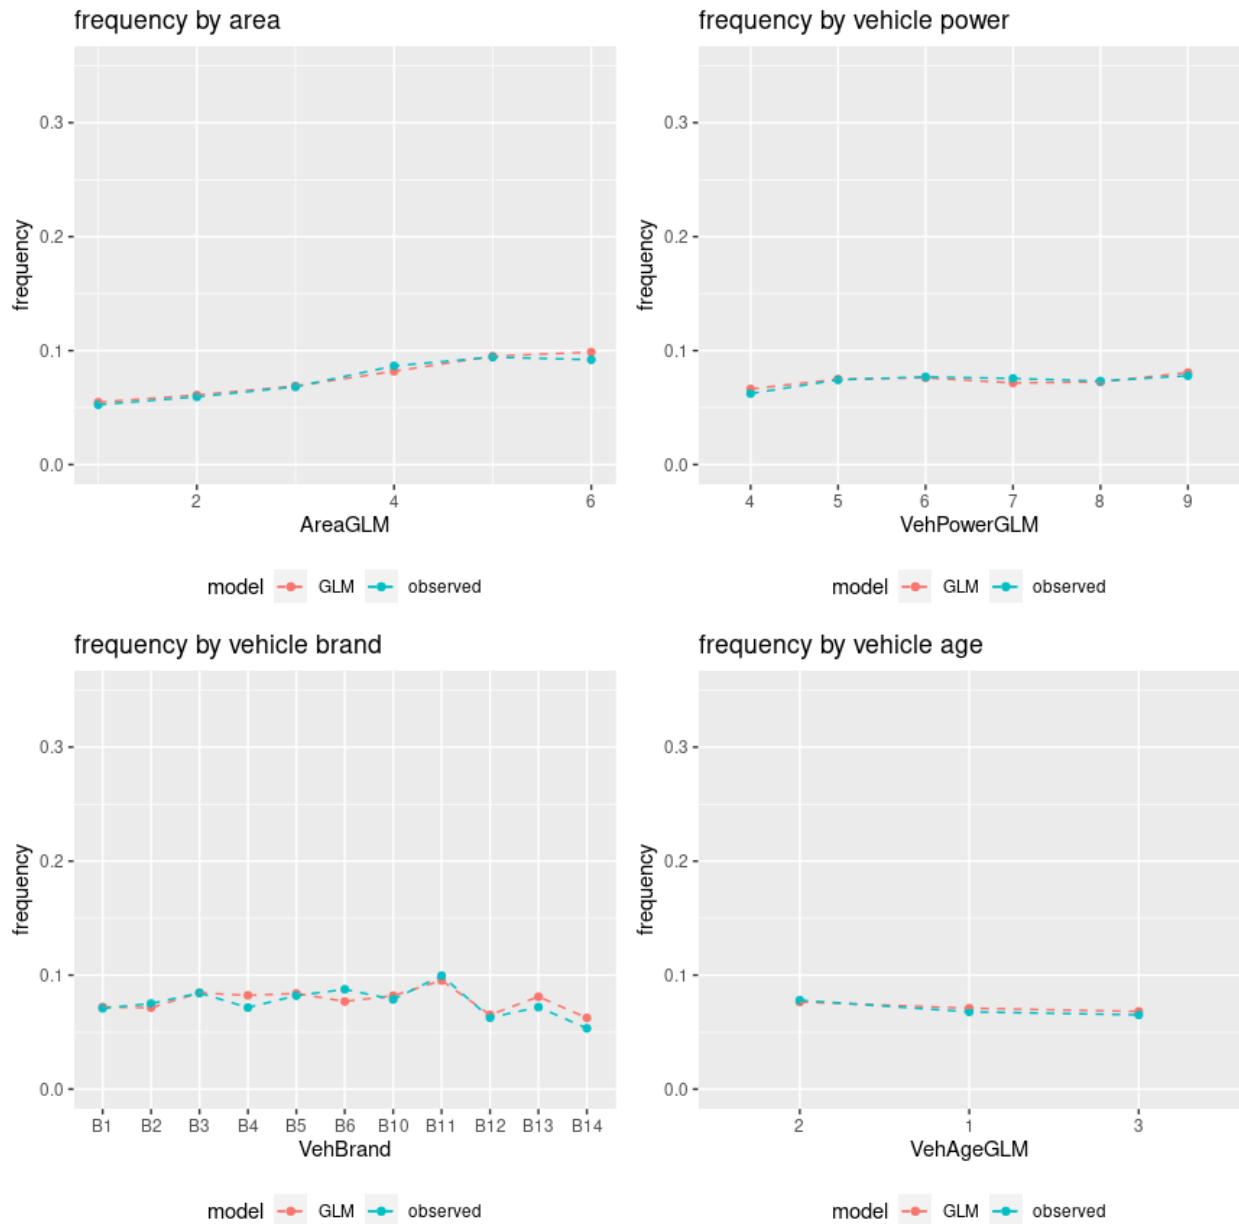 frequency by area
frequency
0.3
0.2
0.1
0.0
2 4 6
AreaGLM
model GLM observed
frequency by vehicle power
frequency
0.3
0.2
0.1
0.0
4 5 6 7 8 9
VehPowerGLM
model GLM observed
frequency by vehicle brand
frequency
0.3
0.2
0.1
0.0
B1 B2 B3 B4 B5 B6 B10 B11 B12 B13 B14
VehBrand
model GLM observed
frequency by vehicle age
frequency
0.3
0.2
0.1
0.0
2 1 3
VehAgeGLM
model GLM observed